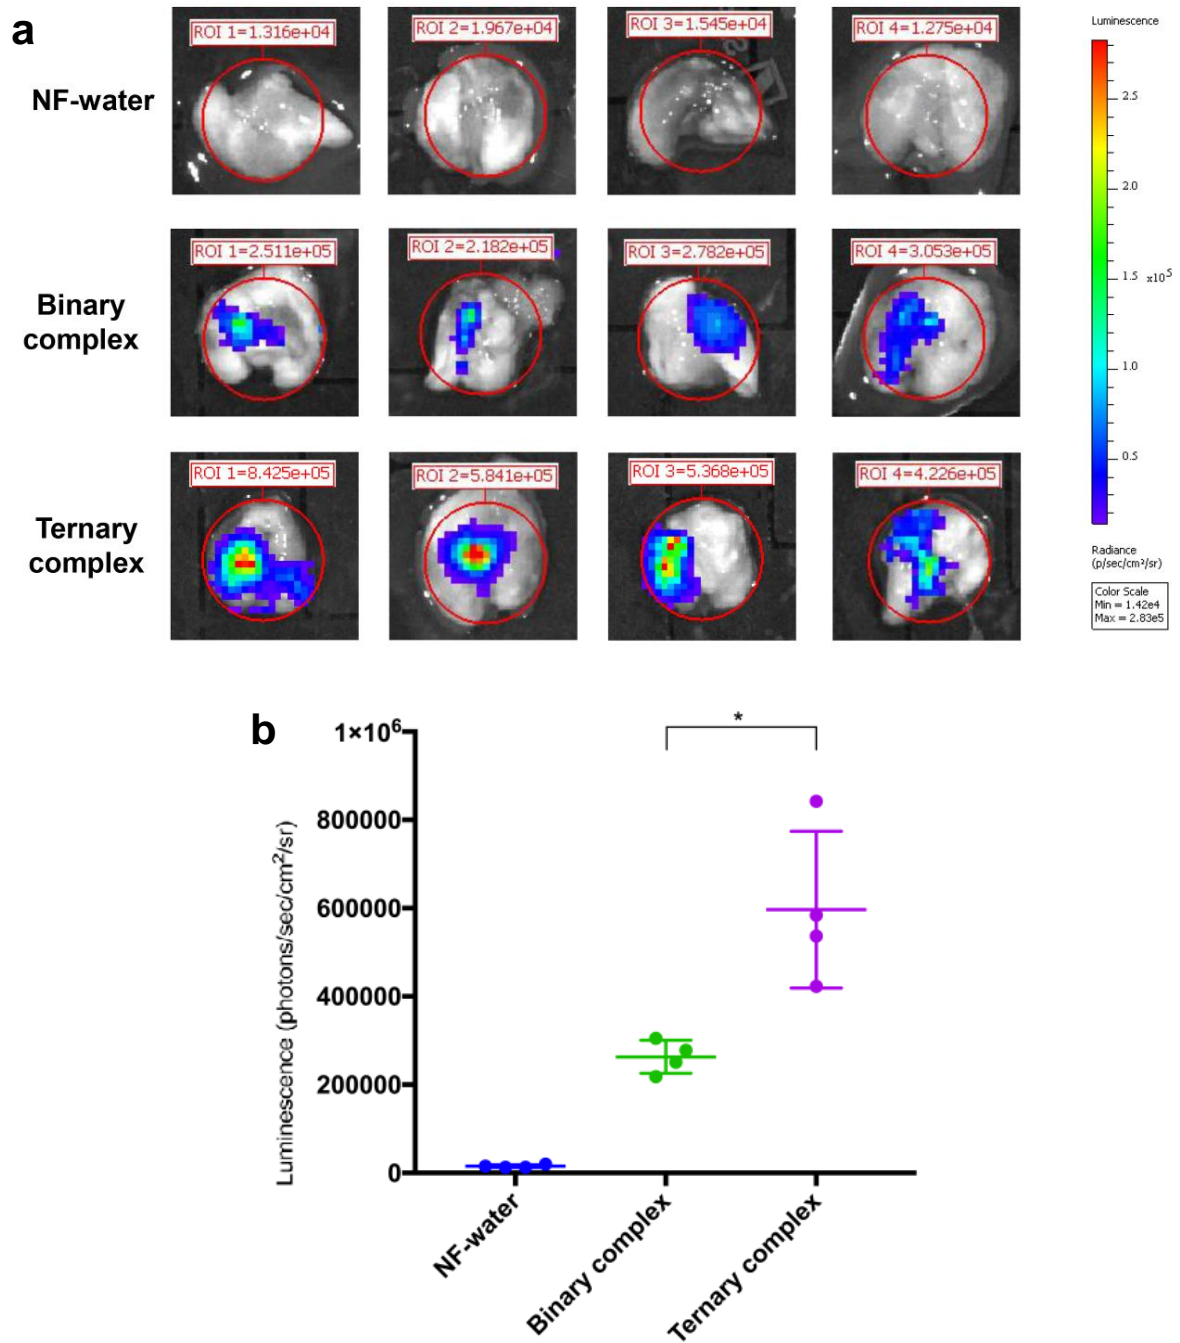 a
NF-water
ROI 1=1.316e+04
ROI 2=1.967e+04
ROI 3=1.545e+04
ROI 4=1.275e+04
Binary
complex
ROI 1=2.511e+05
ROI 2=2.182e+05
ROI 3=2.782e+05
ROI 4=3.053e+05
Ternary
complex
ROI 1=8.425e+05
ROI 2=5.841e+05
ROI 3=5.368e+05
ROI 4=4.226e+05
Luminescence
2.5
2.0
1.5
x10⁵
1.0
0.5
Radiance
(p/sec/cm²/sr)
Color Scale
Min = 1.42e4
Max = 2.83e5
b
Luminescence (photons/sec/cm²/sr)
1×10⁶
800000
600000
400000
200000
0
*
NF-water
Binary complex
Ternary complex